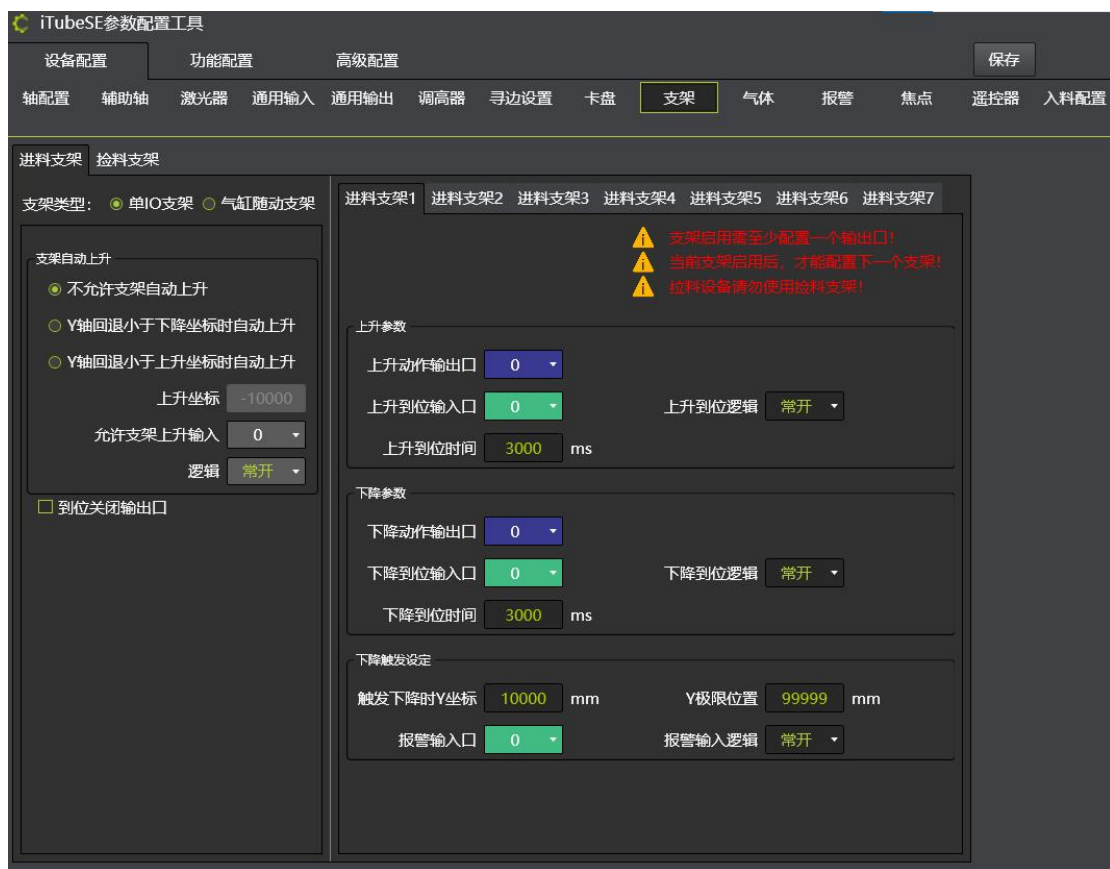 iTubeSE参数配置工具
设备配置 功能配置 高级配置 保存
轴配置 辅助轴 激光器 通用输入 通用输出 调高器 寻边设置 卡盘 支架 气体 报警 焦点 遥控器 入料配置
进料支架 捡料支架
支架类型: 单IO支架 气缸随动支架
支架自动上升
不允许支架自动上升
Y轴回退小于下降坐标时自动上升
Y轴回退小于上升坐标时自动上升
上升坐标 -10000
允许支架上升输入 0
逻辑 常开
到位关闭输出口
进料支架1 进料支架2 进料支架3 进料支架4 进料支架5 进料支架6 进料支架7
支架启用需至少配置一个输出口!
当前支架启用后，才能配置下一个支架!
拉料设备请勿使用捡料支架!
上升参数
上升动作输出口 0
上升到位输入口 0 上升到位逻辑 常开
上升到位时间 3000 ms
下降参数
下降动作输出口 0
下降到位输入口 0 下降到位逻辑 常开
下降到位时间 3000 ms
下降触发设定
触发下降时Y坐标 10000 mm Y极限位置 99999 mm
报警输入口 0 报警输入逻辑 常开